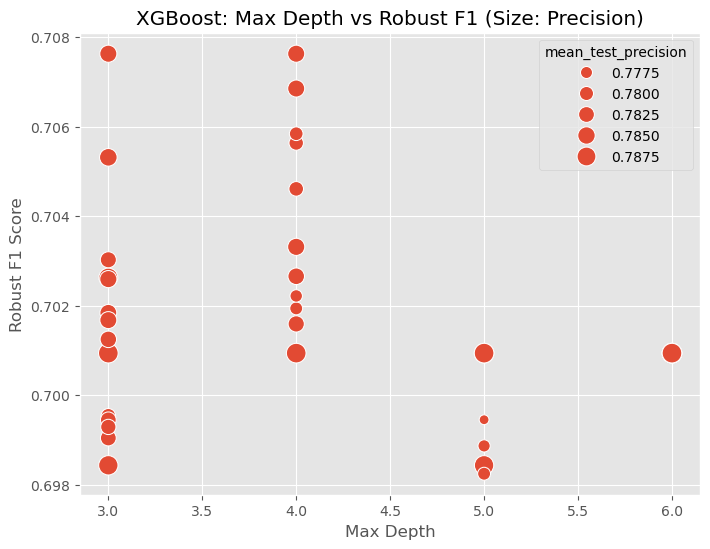 XGBoost: Max Depth vs Robust F1 (Size: Precision)
Robust F1 Score
0.708
0.706
0.704
0.702
0.700
0.698
mean_test_precision
0.7775
0.7800
0.7825
0.7850
0.7875
3.0 3.5 4.0 4.5 5.0 5.5 6.0
Max Depth